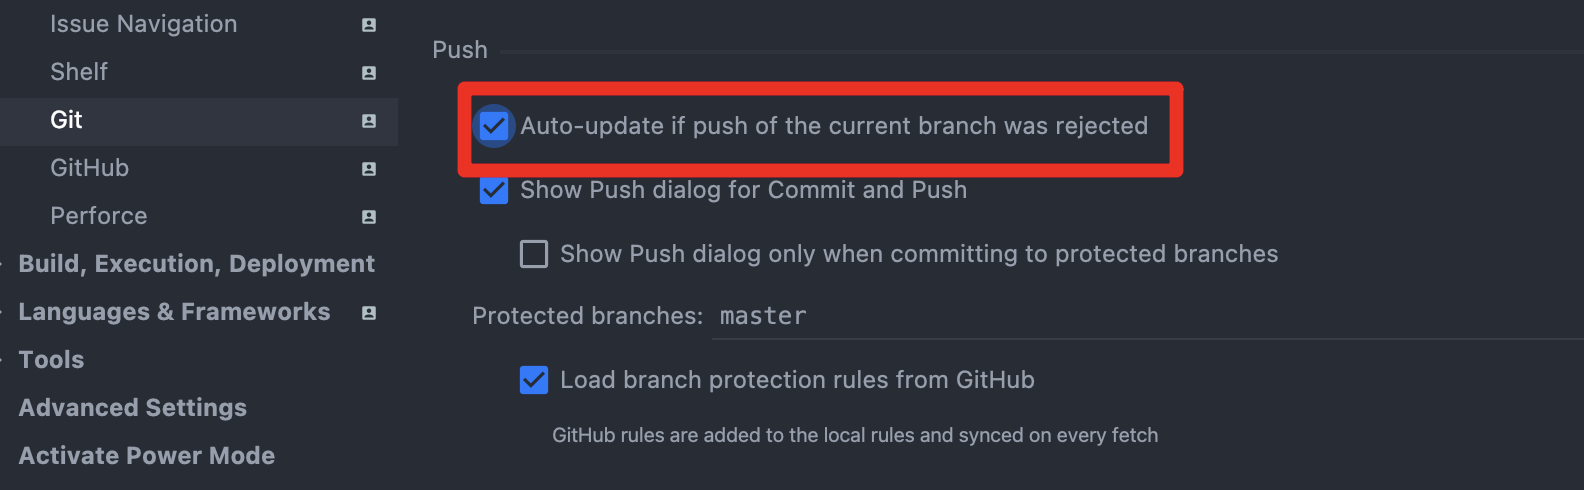 Issue Navigation
Shelf
Git
GitHub
Perforce
Build, Execution, Deployment
Languages & Frameworks
Tools
Advanced Settings
Activate Power Mode
Push
Auto-update if push of the current branch was rejected
Show Push dialog for Commit and Push
Show Push dialog only when committing to protected branches
Protected branches: master
Load branch protection rules from GitHub
GitHub rules are added to the local rules and synced on every fetch